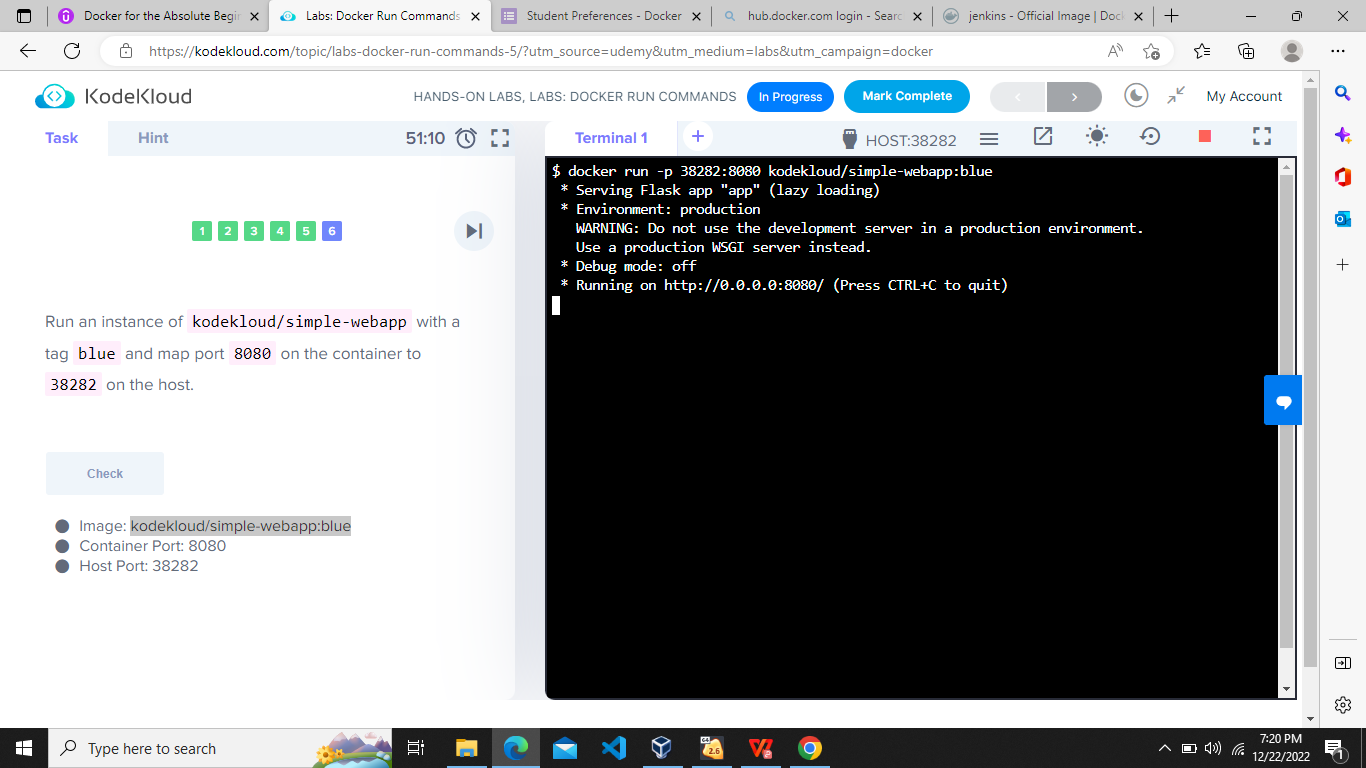 Docker for the Absolute Begi
Labs: Docker Run Commands
Student Preferences - Docker
hub.docker.com login - Searc
jenkins - Official Image | Doc
https://kodekloud.com/topic/labs-docker-run-commands-5/?utm_source=udemy&utm_medium=labs&utm_campaign=docker
KodeKloud
HANDS-ON LABS, LABS: DOCKER RUN COMMANDS
In Progress
Mark Complete
My Account
Task
Hint
51:10
Terminal 1
HOST:38282
1 2 3 4 5 6
Run an instance of kodekloud/simple-webapp with a
tag blue and map port 8080 on the container to
38282 on the host.
Check
Image: kodekloud/simple-webapp:blue
Container Port: 8080
Host Port: 38282
$ docker run -p 38282:8080 kodekloud/simple-webapp:blue
* Serving Flask app "app" (lazy loading)
* Environment: production
WARNING: Do not use the development server in a production environment.
Use a production WSGI server instead.
* Debug mode: off
* Running on http://0.0.0.0:8080/ (Press CTRL+C to quit)
Type here to search
64
2.6
7:20 PM
12/22/2022
1